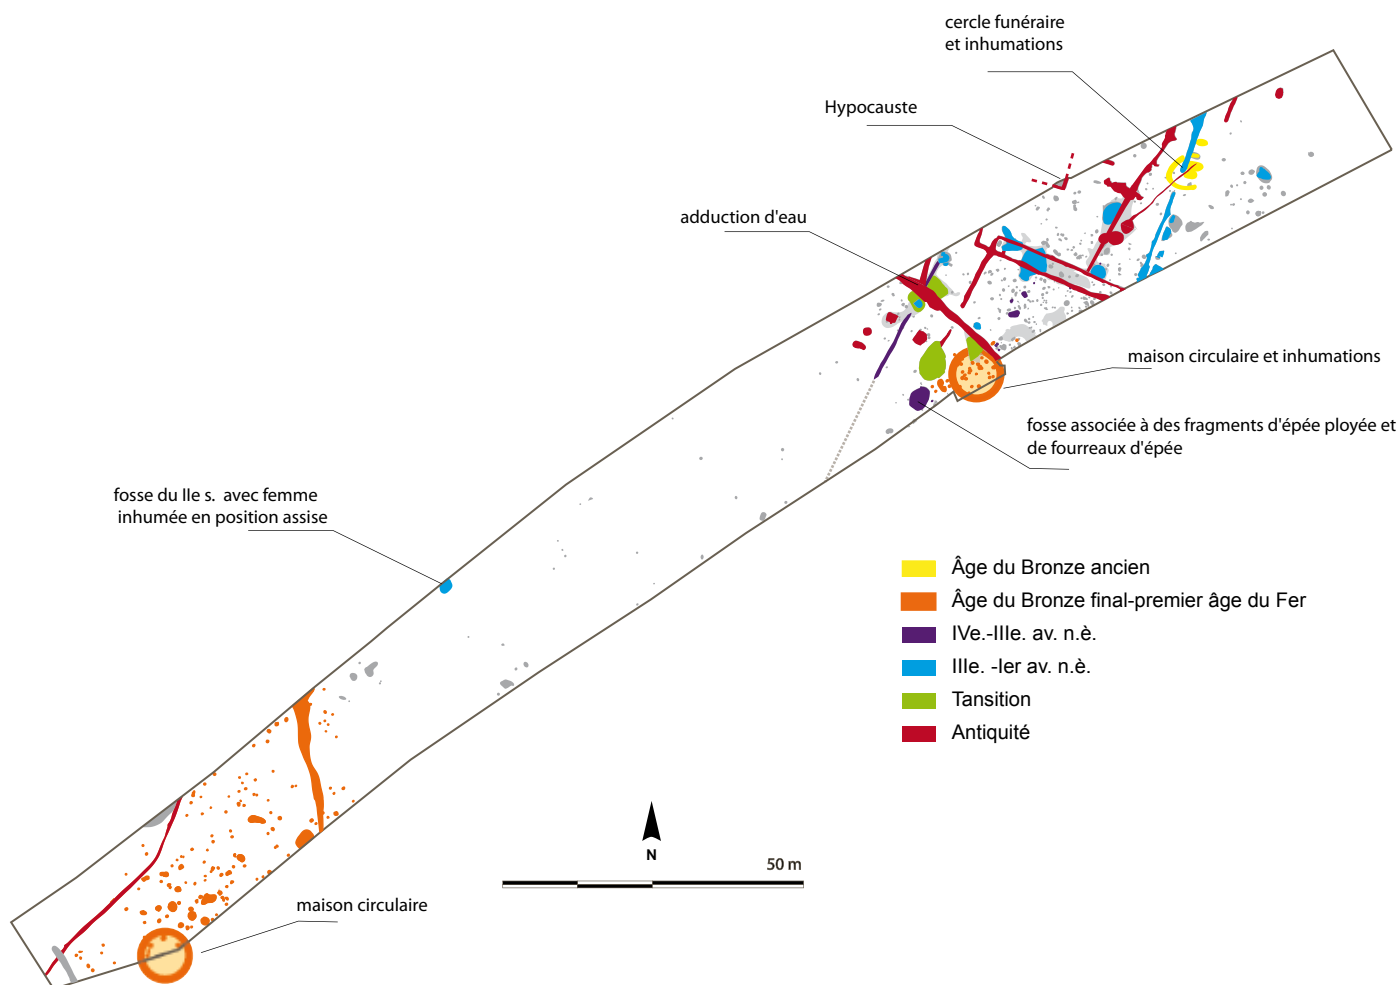 cercle funéraire
et inhumations
Hypocauste
adduction d'eau
maison circulaire et inhumations
fosse associée à des fragments d'épée ployée et
de fourreaux d'épée
fosse du IIe s. avec femme
inhumée en position assise
Âge du Bronze ancien
Âge du Bronze final-premier âge du Fer
IVe.-IIIe. av. n.è.
IIIe. -Ier av. n.è.
Tansition
Antiquité
N
50 m
maison circulaire